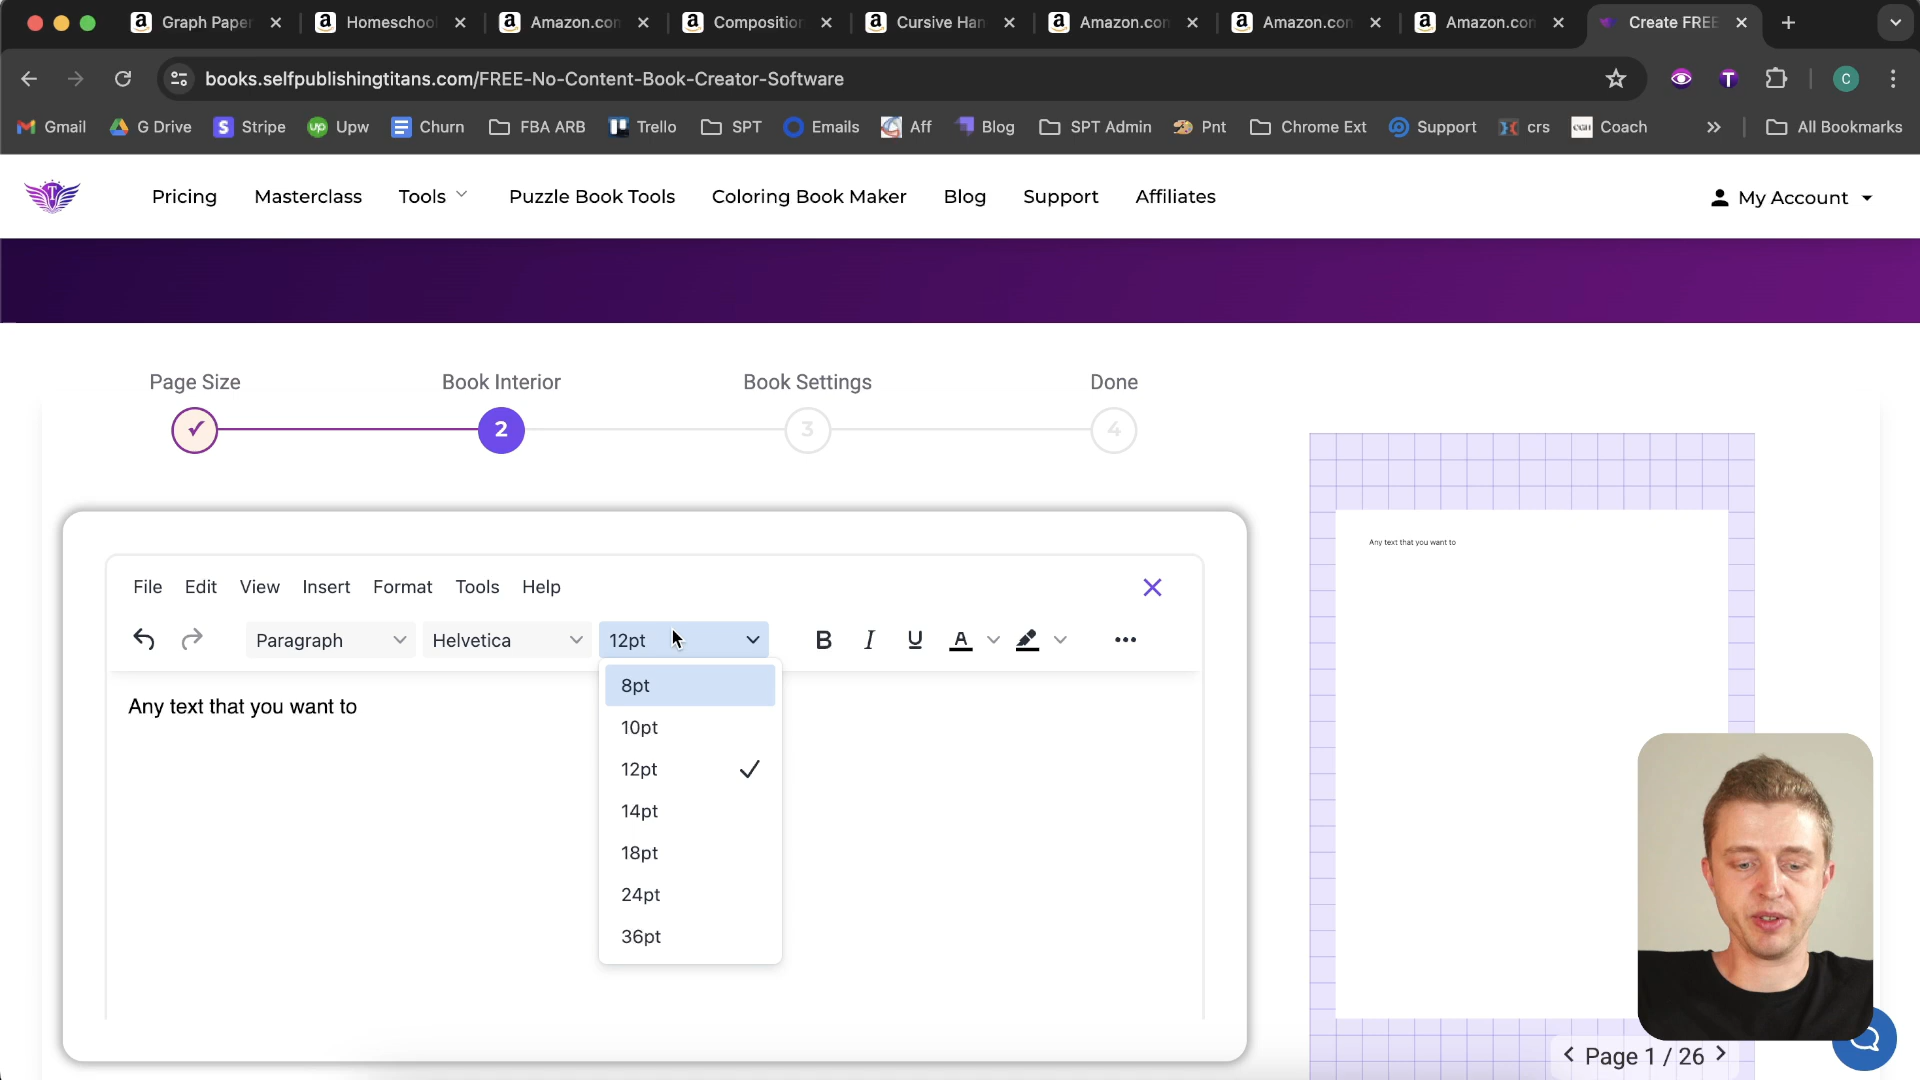 Graph Paper
Homeschool
Amazon.com
Composition
Cursive Han
Amazon.com
Amazon.com
Amazon.com
Create FREE
books.selfpublishingtitans.com/FREE-No-Content-Book-Creator-Software
T
C
Gmail
G Drive
Stripe
Upw
Churn
FBA ARB
Trello
SPT
Emails
Aff
Blog
SPT Admin
Pnt
Chrome Ext
Support
crs
Coach
All Bookmarks
Pricing
Masterclass
Tools
Puzzle Book Tools
Coloring Book Maker
Blog
Support
Affiliates
My Account
Page Size
Book Interior
Book Settings
Done
2
3
4
File
Edit
View
Insert
Format
Tools
Help
Paragraph
Helvetica
12pt
B
I
U
A
Any text that you want to
8pt
10pt
12pt
14pt
18pt
24pt
36pt
Any text that you want to
Page 1 / 26